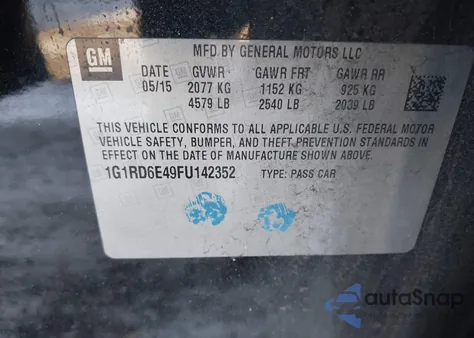 GM
MFD BY GENERAL MOTORS LLC
DATE GVWR GAWR FRT GAWR RR
05/15 2077 KG 1152 KG 925 KG
4579 LB 2540 LB 2039 LB
THIS VEHICLE CONFORMS TO ALL APPLICABLE U.S. FEDERAL MOTOR
VEHICLE SAFETY, BUMPER, AND THEFT PREVENTION STANDARDS IN
EFFECT ON THE DATE OF MANUFACTURE SHOWN ABOVE.
1G1RD6E49FU142352 TYPE: PASS CAR
autaSnap